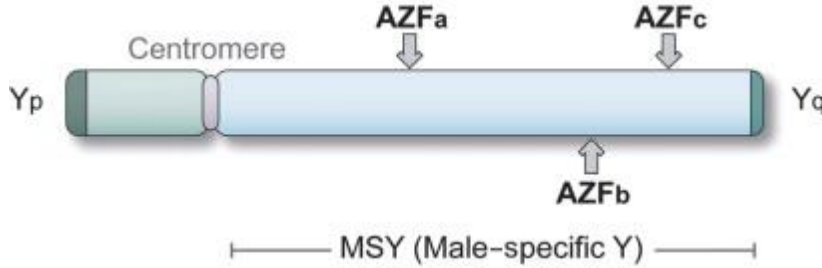 AZFa
AZFc
Centromere
Yp
Yq
AZFb
MSY (Male-specific Y)